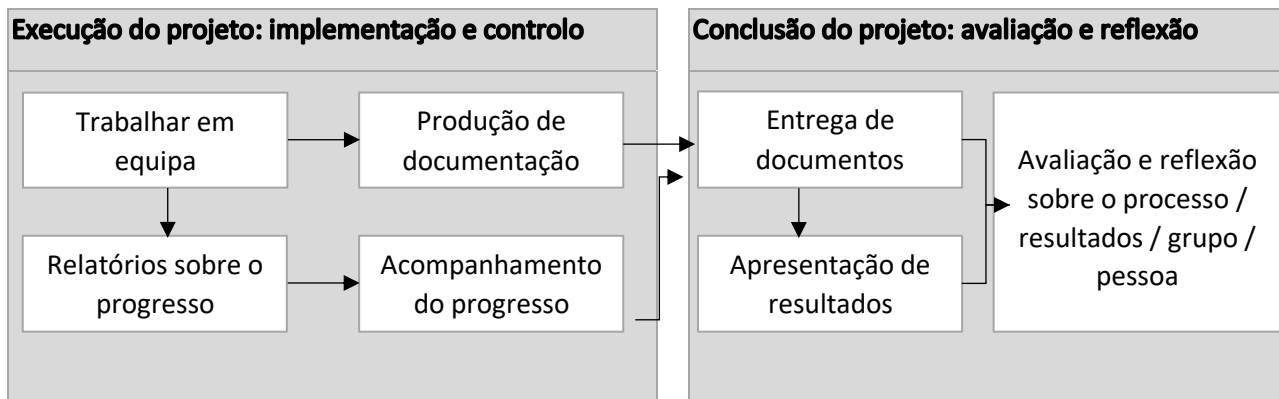 Execução do projeto: implementação e controlo
Trabalhar em
equipa
Produção de
documentação
Relatórios sobre o
progresso
Acompanhamento
do progresso
Conclusão do projeto: avaliação e reflexão
Entrega de
documentos
Apresentação de
resultados
Avaliação e reflexão
sobre o processo /
resultados / grupo /
pessoa